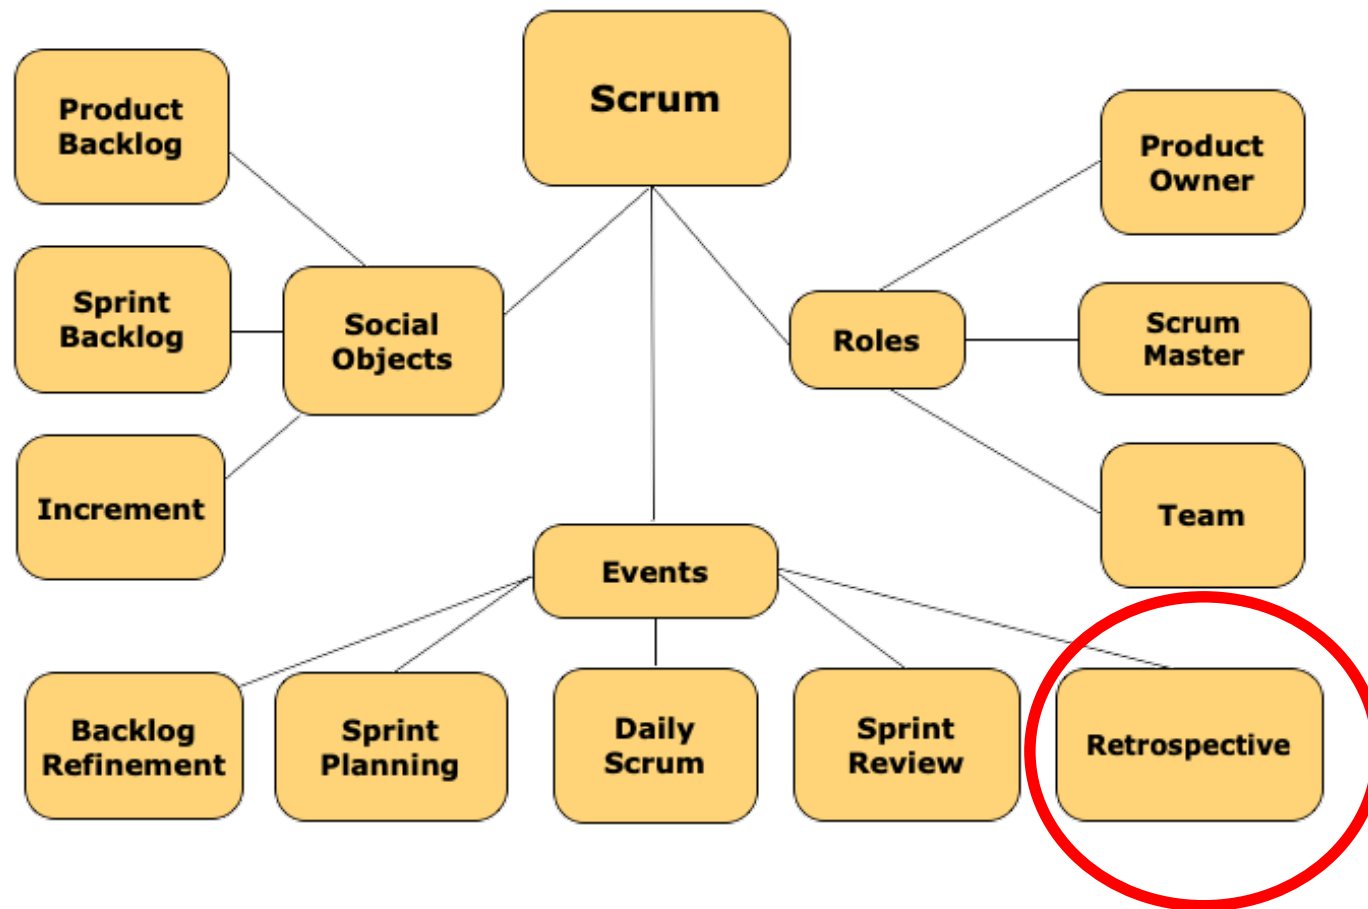 Scrum
Product
Backlog
Product
Owner
Sprint
Backlog
Social
Objects
Roles
Scrum
Master
Increment
Team
Events
Backlog
Refinement
Sprint
Planning
Daily
Scrum
Sprint
Review
Retrospective